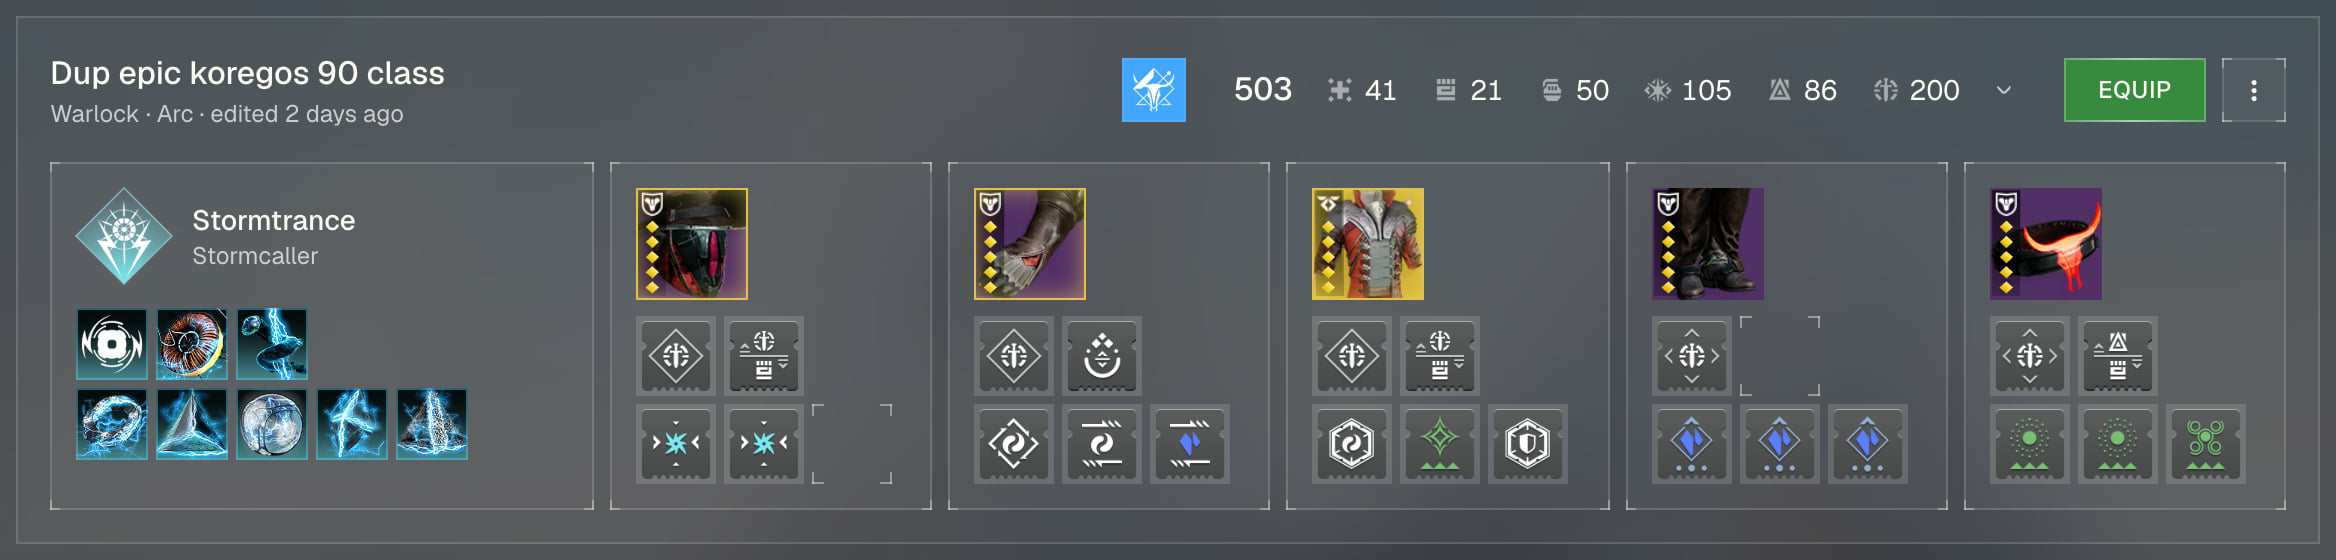 Dup epic koregos 90 class
Warlock · Arc · edited 2 days ago
503 41 21 50 105 86 200
EQUIP
Stormtrance
Stormcaller